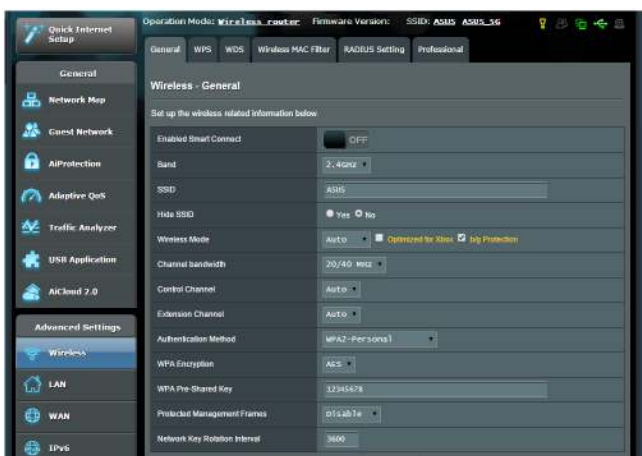 Quick Internet Setup
Operation Mode: Wireless router Firmware Version: SSID: ASUS ASUS_5G
General WPS WDS Wireless MAC Filter RADIUS Setting Professional
General
Network Map
Guest Network
AiProtection
Adaptive QoS
Traffic Analyzer
USB Application
AiCloud 2.0
Advanced Settings
Wireless
LAN
WAN
IPv6
Wireless - General
Set up the wireless related information below
Enabled Smart Connect OFF
Band 2.4GHz
SSID ASUS
Hide SSID Yes No
Wireless Mode Auto Optimized for Xbox b/g Protection
Channel bandwidth 20/40 MHz
Control Channel Auto
Extension Channel Auto
Authentication Method WPA2-Personal
WPA Encryption AES
WPA Pre-Shared Key 12345678
Protected Management Frames Disable
Network Key Rotation Interval 3600